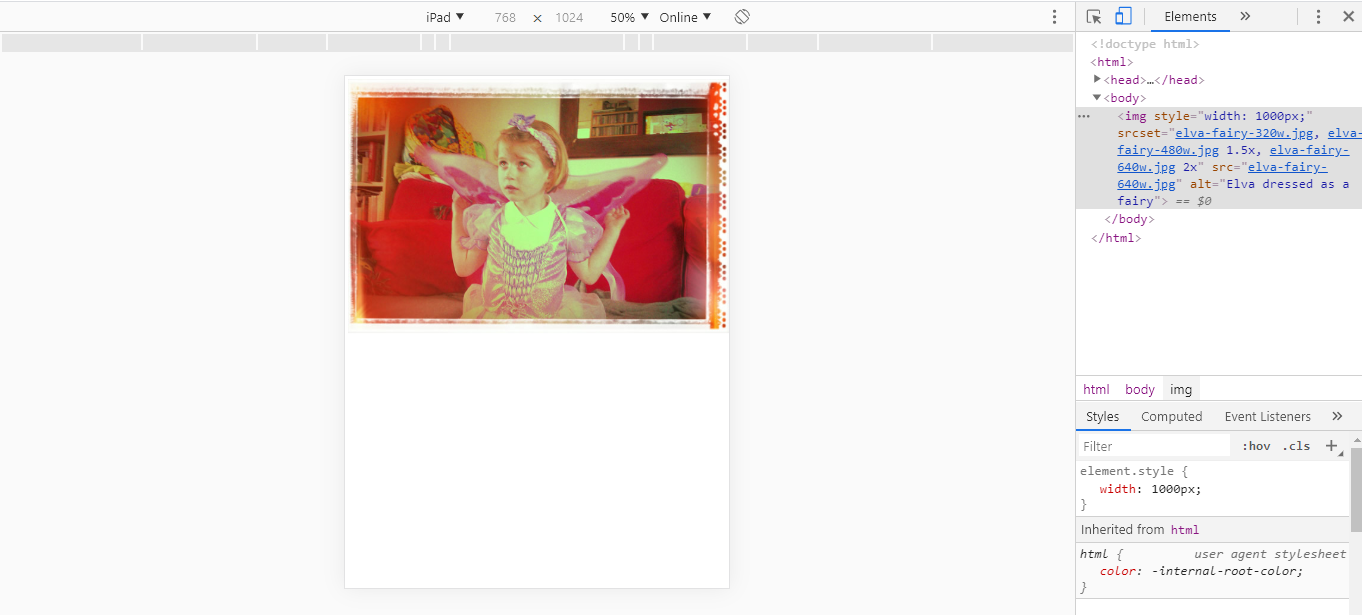 iPad ▼ 768 × 1024 50% ▼ Online ▼
Elements »
<!doctype html>
<html>
▶<head>…</head>
▼<body>
<img style="width: 1000px;"
srcset="elva-fairy-320w.jpg, elva-
fairy-480w.jpg 1.5x, elva-fairy-
640w.jpg 2x" src="elva-fairy-
640w.jpg" alt="Elva dressed as a
fairy"> == $0
</body>
</html>
html body img
Styles Computed Event Listeners »
Filter :hov .cls +
element.style {
width: 1000px;
}
Inherited from html
html { user agent stylesheet
color: -internal-root-color;
}